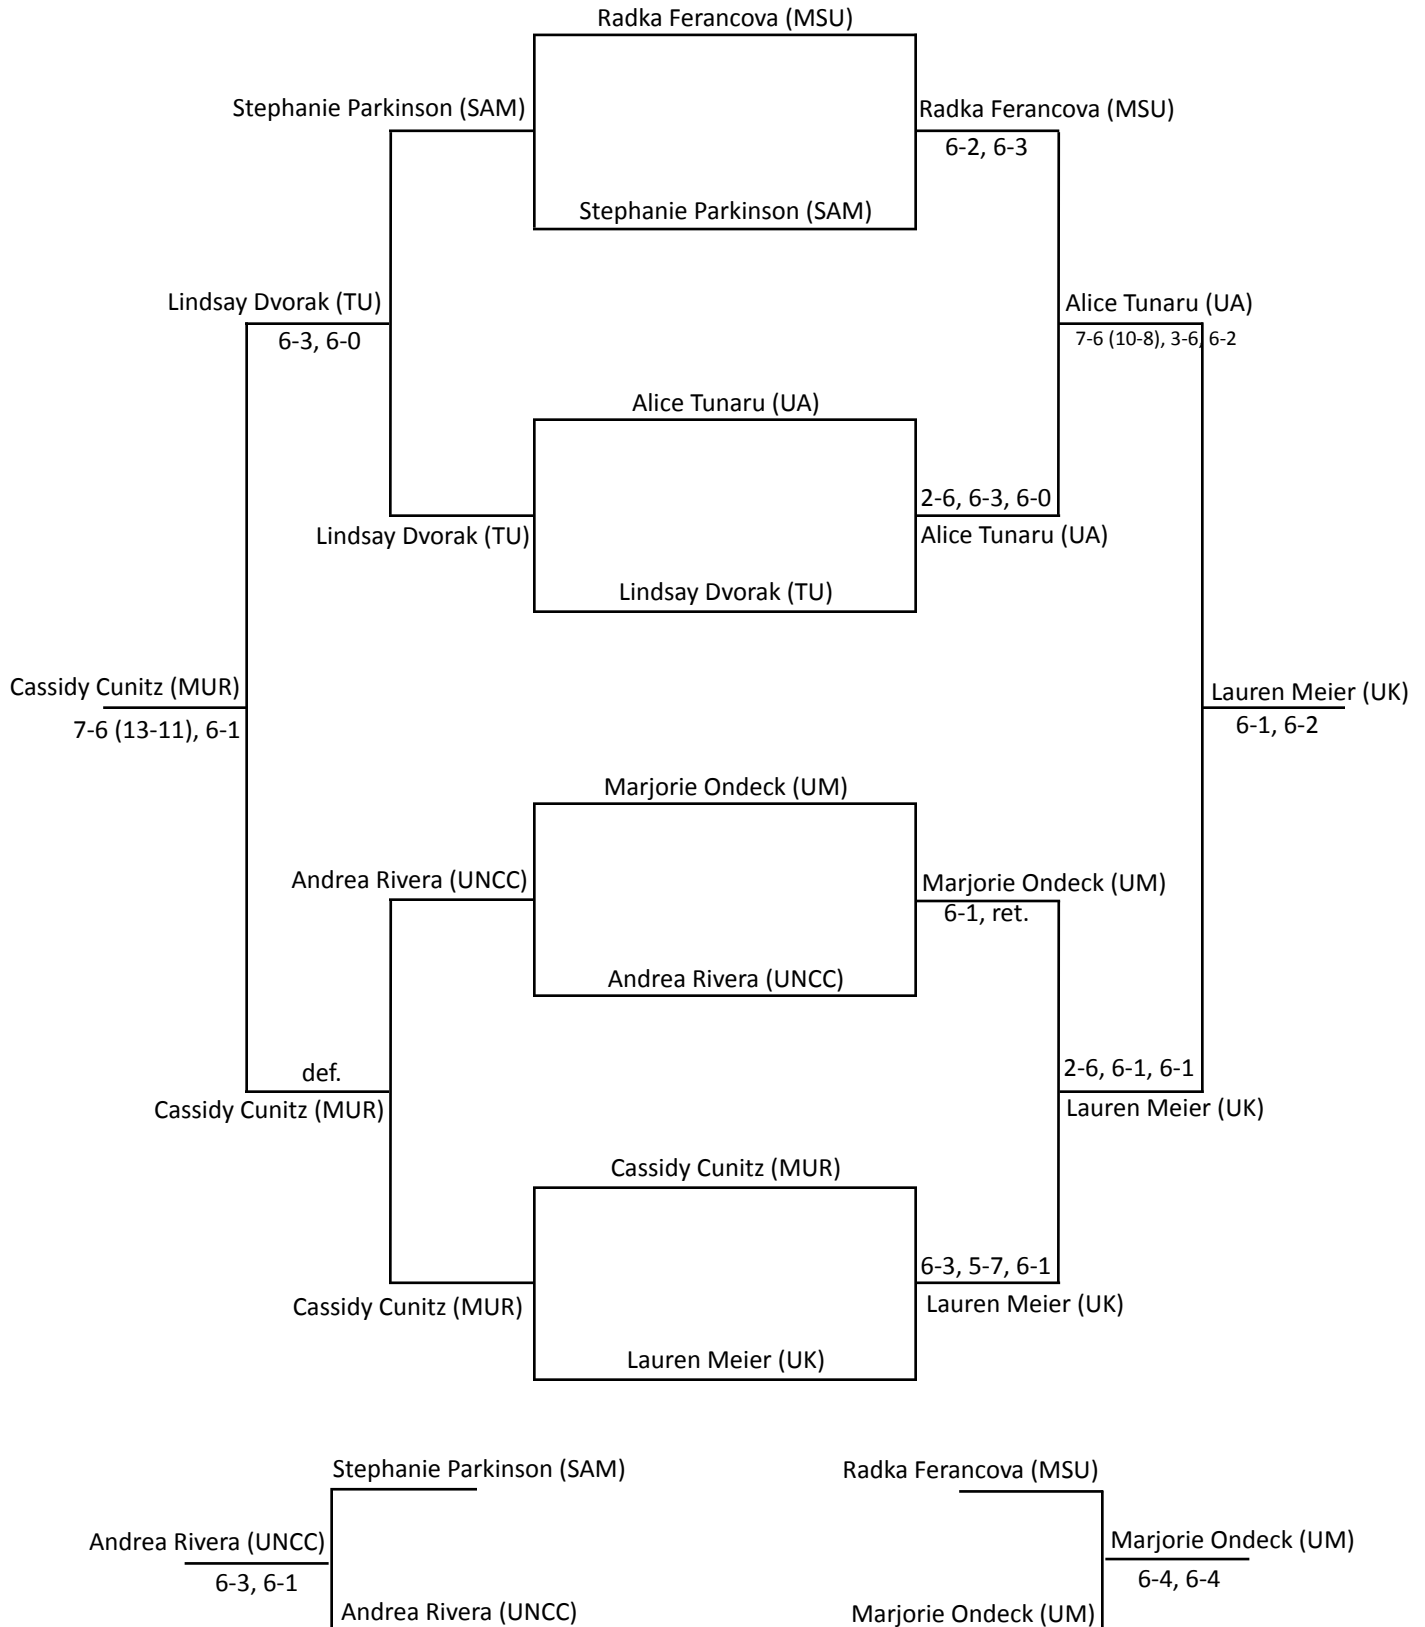 Radka Ferancova (MSU)
Stephanie Parkinson (SAM)
Radka Ferancova (MSU)
6-2, 6-3
Stephanie Parkinson (SAM)
Lindsay Dvorak (TU)
6-3, 6-0
Alice Tunaru (UA)
7-6 (10-8), 3-6, 6-2
Alice Tunaru (UA)
2-6, 6-3, 6-0
Lindsay Dvorak (TU)
Alice Tunaru (UA)
Lindsay Dvorak (TU)
Cassidy Cunitz (MUR)
7-6 (13-11), 6-1
Lauren Meier (UK)
6-1, 6-2
Marjorie Ondeck (UM)
Andrea Rivera (UNCC)
Marjorie Ondeck (UM)
6-1, ret.
Andrea Rivera (UNCC)
def.
Cassidy Cunitz (MUR)
2-6, 6-1, 6-1
Lauren Meier (UK)
Cassidy Cunitz (MUR)
6-3, 5-7, 6-1
Cassidy Cunitz (MUR)
Lauren Meier (UK)
Lauren Meier (UK)
Stephanie Parkinson (SAM)
Andrea Rivera (UNCC)
6-3, 6-1
Andrea Rivera (UNCC)
Radka Ferancova (MSU)
Marjorie Ondeck (UM)
6-4, 6-4
Marjorie Ondeck (UM)